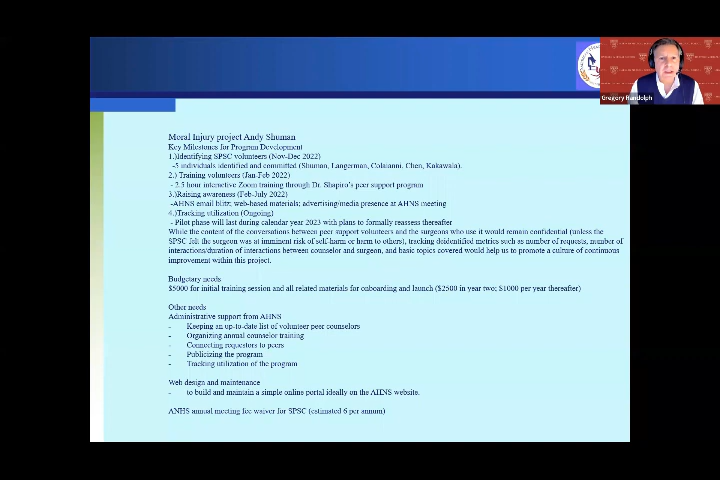 Gregory Randolph
Moral Injury project Andy Shuman
Key Milestones for Program Development
1.)Identifying SPSC volunteers (Nov-Dec 2022)
-5 individuals identified and committed (Shuman, Langerman, Colaianni. Chen, Kakawala).
2.) Training volunteers (Jan-Feb 2022)
- 2.5 hour interactive Zoom training through Dr. Shapiro's peer support program
3.)Raising awareness (Feb-July 2022)
-AHNS email blitz; web-based materials; advertising/media presence at AHNS meeting
4.)Tracking utilization (Ongoing)
- Pilot phase will last during calendar year 2023 with plans to formally reassess thereafter
While the content of the conversations between peer support volunteers and the surgeons who use it would remain confidential (unless the
SPSC felt the surgeon was at imminent risk of self-harm or harm to others), tracking deidentified metrics such as number of requests, number of
interactions/duration of interactions between counselor and surgeon, and basic topics covered would help us to promote a culture of continuous
improvement within this project.
Budgetary needs
$5000 for initial training session and all related materials for onboarding and launch ($2500 in year two; $1000 per year thereafter)
Other needs
Administrative support from AHNS
- Keeping an up-to-date list of volunteer peer counselors
- Organizing annual counselor training
- Connecting requestors to peers
- Publicizing the program
- Tracking utilization of the program
Web design and maintenance
- to build and maintain a simple online portal ideally on the AHNS website.
ANHS annual meeting fee waiver for SPSC (estimated 6 per annum)